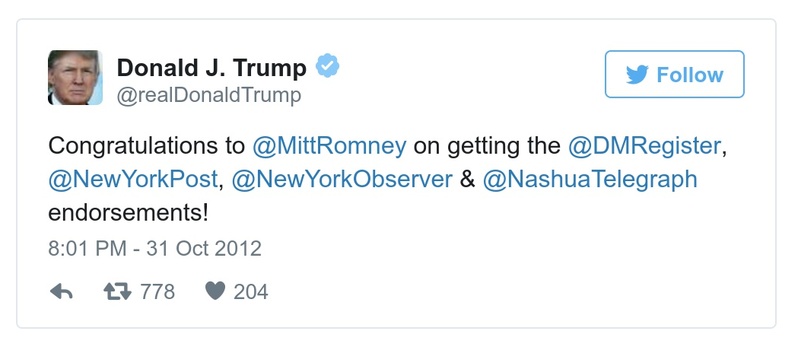 Donald J. Trump
@realDonaldTrump
Follow
Congratulations to @MittRomney on getting the @DMRegister,
@NewYorkPost, @NewYorkObserver & @NashuaTelegraph
endorsements!
8:01 PM - 31 Oct 2012
778 204